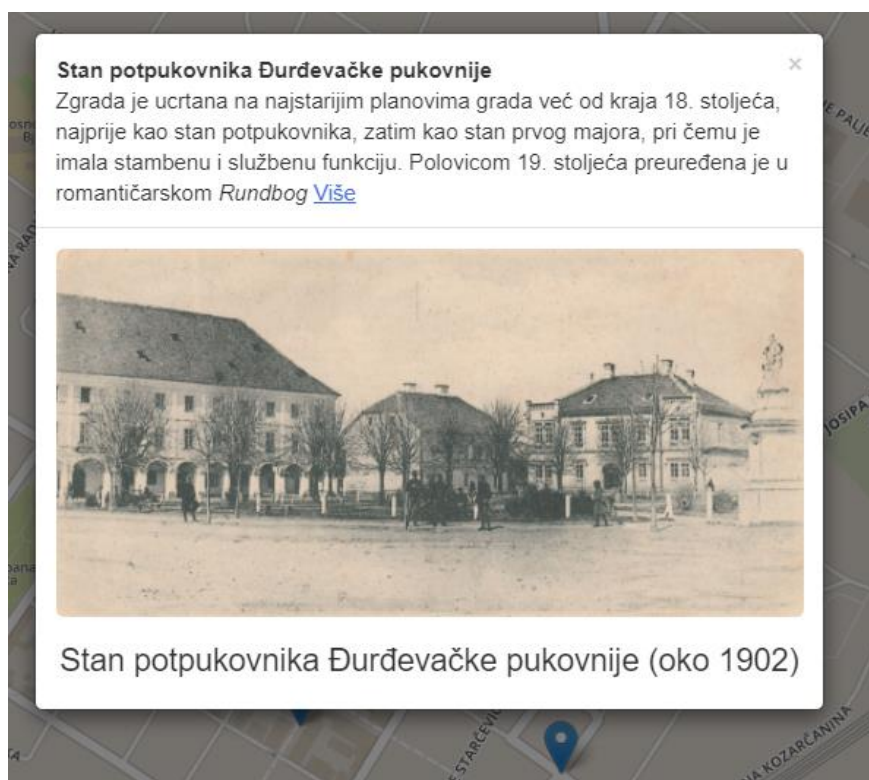 Stan potpukovnika Đurđevačke pukovnije
×
Zgrada je ucrtana na najstarijim planovima grada već od kraja 18. stoljeća,
najprije kao stan potpukovnika, zatim kao stan prvog majora, pri čemu je
imala stambenu i službenu funkciju. Polovicom 19. stoljeća preuređena je u
romantičarskom Rundbog Više
Stan potpukovnika Đurđevačke pukovnije (oko 1902)
JOSIPA
E STARČEVIĆ
KOZARČANINA